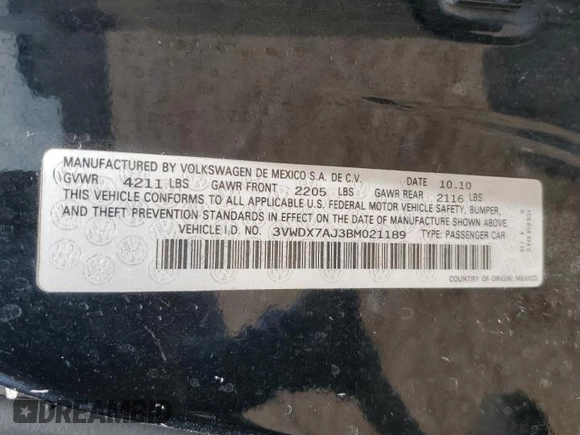 MANUFACTURED BY VOLKSWAGEN DE MEXICO S.A. DE C.V. DATE 10.10
GVWR 4211 LBS GAWR FRONT 2205 LBS GAWR REAR 2116 LBS
THIS VEHICLE CONFORMS TO ALL APPLICABLE U.S. FEDERAL MOTOR VEHICLE SAFETY, BUMPER,
AND THEFT PREVENTION STANDARDS IN EFFECT ON THE DATE OF MANUFACTURE SHOWN ABOVE.
VEHICLE I.D. NO. 3VWDX7AJ3BM021189 TYPE: PASSENGER CAR
COUNTRY OF ORIGIN: MEXICO
DREAMBID